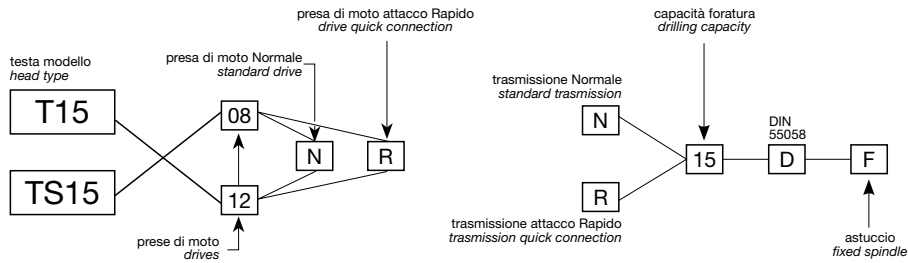 presa di moto attacco Rapido
drive quick connection
presa di moto Normale
standard drive
testa modello
head type
T15
TS15
08
12
N
R
prese di moto
drives
capacità foratura
drilling capacity
trasmissione Normale
standard trasmission
N
R
15
DIN
55058
D
F
trasmissione attacco Rapido
trasmission quick connection
astuccio
fixed spindle